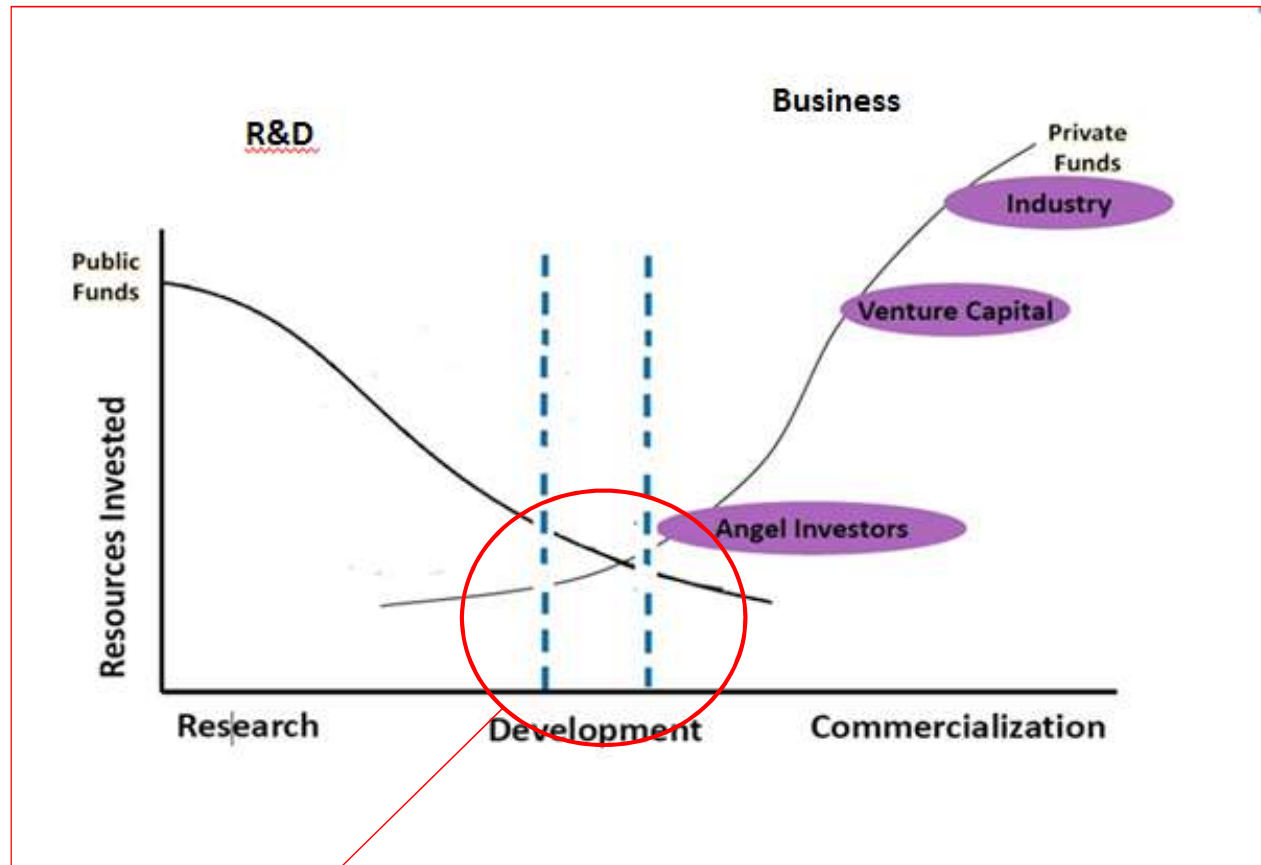 Business
R&D
Private
Funds
Industry
Public
Funds
Venture Capital
Resources Invested
Angel Investors
Research
Development
Commercialization